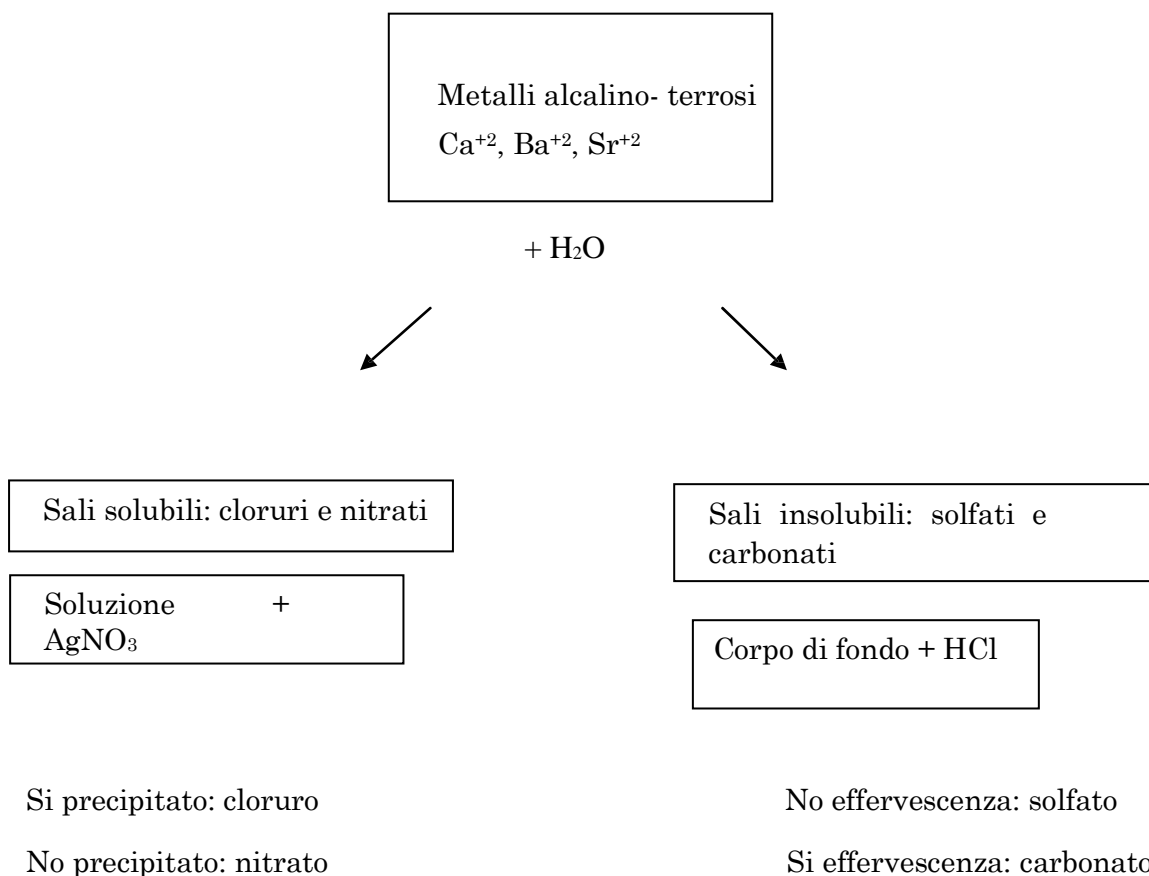 Metalli alcalino- terrosi
Ca⁺², Ba⁺², Sr⁺²
+ H₂O
Sali solubili: cloruri e nitrati
Soluzione +
AgNO₃
Si precipitato: cloruro
No precipitato: nitrato
Sali insolubili: solfati e
carbonati
Corpo di fondo + HCl
No effervescenza: solfato
Si effervescenza: carbonato